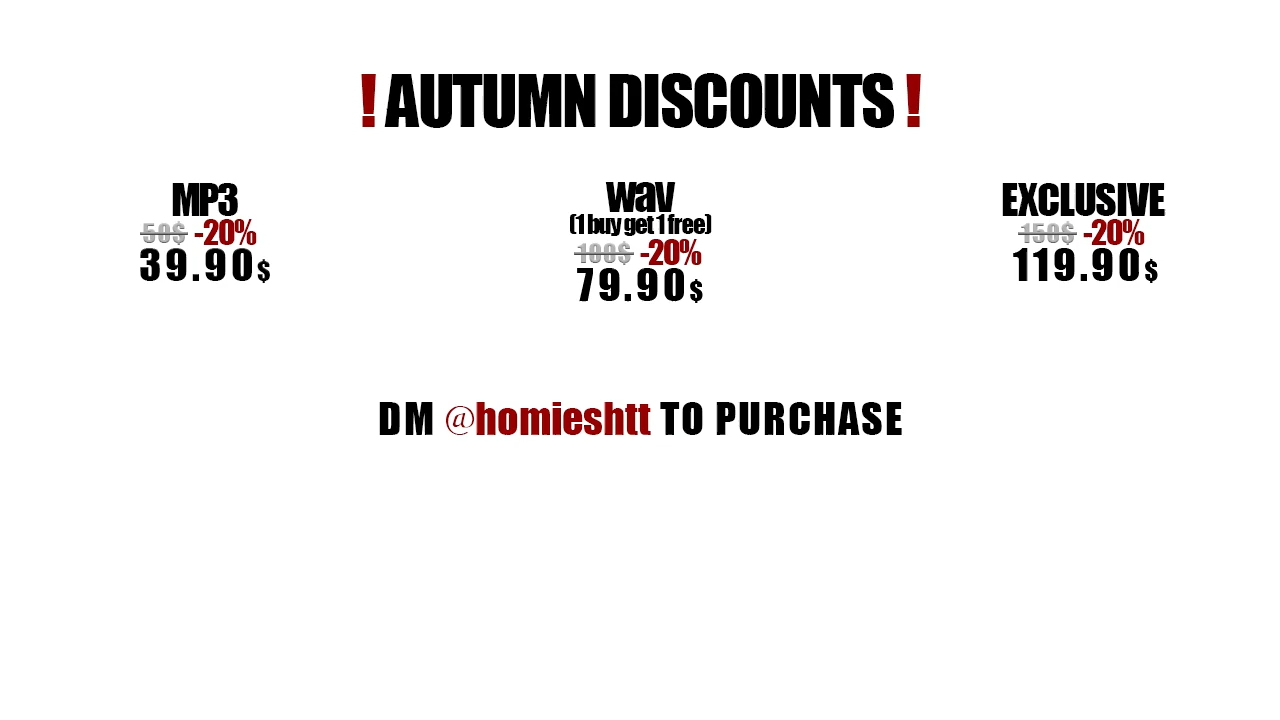 ! AUTUMN DISCOUNTS !
MP3
50$ -20%
39.90$
wav
(1 buy get 1 free)
100$ -20%
79.90$
EXCLUSIVE
150$ -20%
119.90$
DM @homieshtt TO PURCHASE